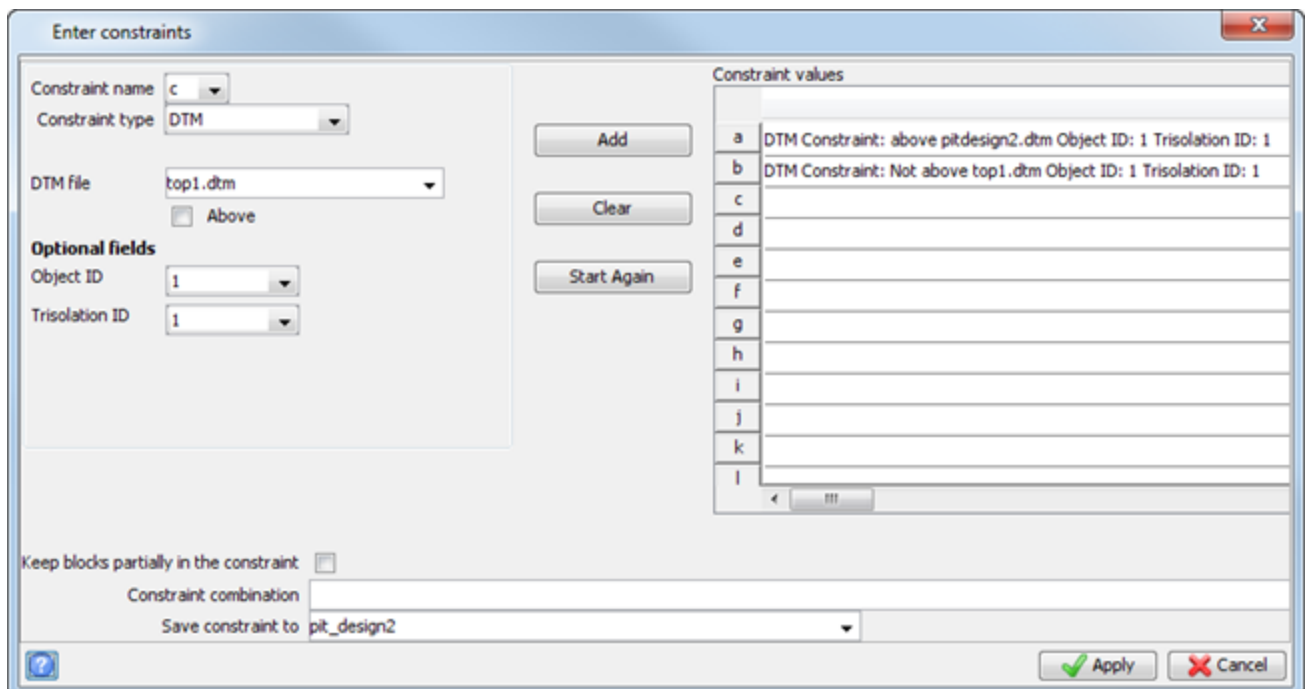 Enter constraints
Constraint name c
Constraint type DTM
DTM file top1.dtm
Above
Optional fields
Object ID 1
Trisolation ID 1
Add
Clear
Start Again
Constraint values
a DTM Constraint: above pitdesign2.dtm Object ID: 1 Trisolation ID: 1
b DTM Constraint: Not above top1.dtm Object ID: 1 Trisolation ID: 1
c
d
e
f
g
h
i
j
k
l
Keep blocks partially in the constraint
Constraint combination
Save constraint to pit_design2
? Apply Cancel